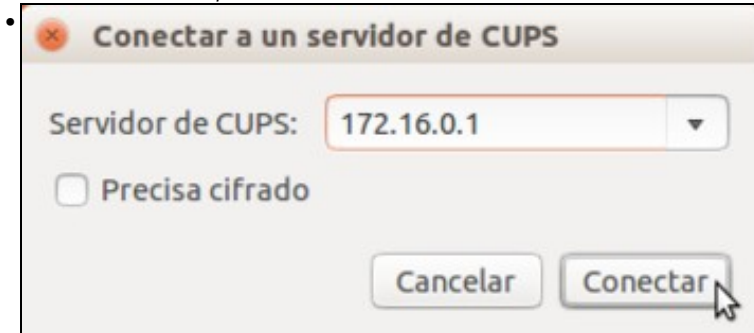 Conectar a un servidor de CUPS
Servidor de CUPS: 172.16.0.1
Precisa cifrado
Cancelar Conectar